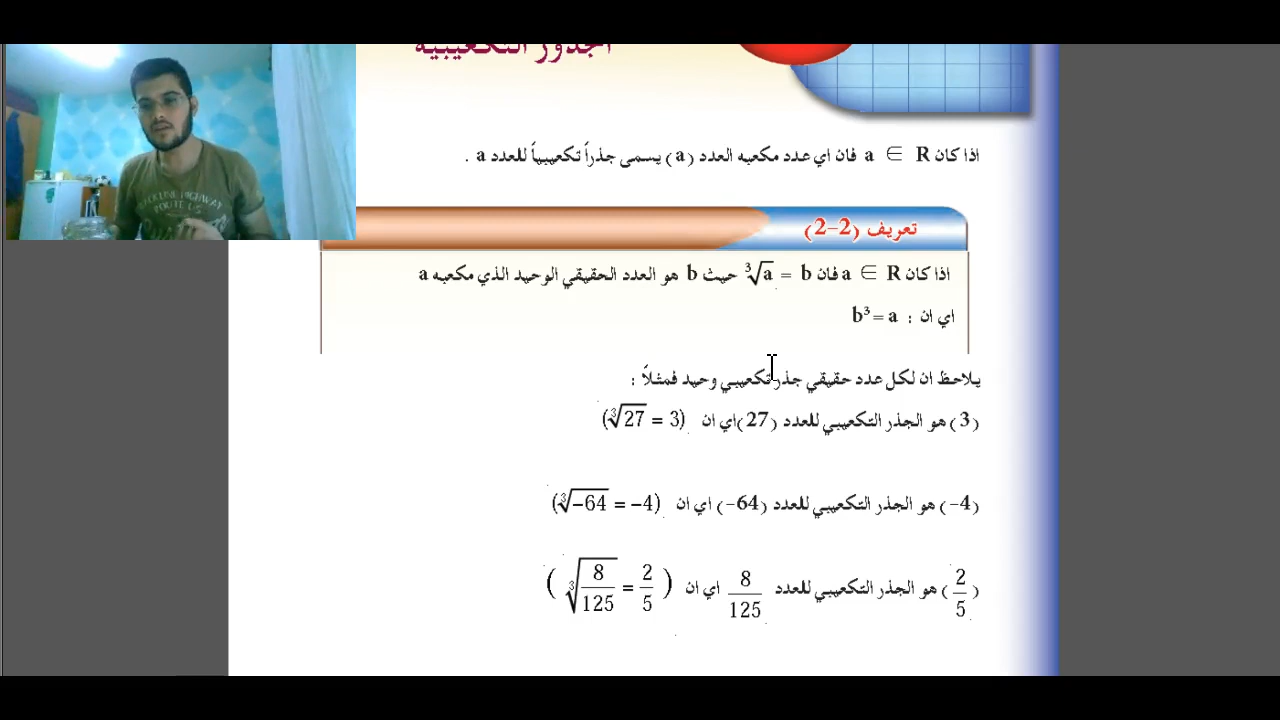 الجذور التكعيبية
اذا كان a ∈ R فان اي عدد مكعبه العدد (a) يسمى جذراً تكعيبياً للعدد a .
تعريف (2-2)
اذا كان a ∈ R فان ∛a = b حيث b هو العدد الحقيقي الوحيد الذي مكعبه a
اي ان : b³ = a
يلاحظ ان لكل عدد حقيقي جذر تكعيبي وحيد فمثلاً :
(3) هو الجذر التكعيبي للعدد (27) اي ان (∛27 = 3)
(-4) هو الجذر التكعيبي للعدد (-64) اي ان (∛-64 = -4)
(2/5) هو الجذر التكعيبي للعدد 8/125 اي ان (∛(8/125) = 2/5)